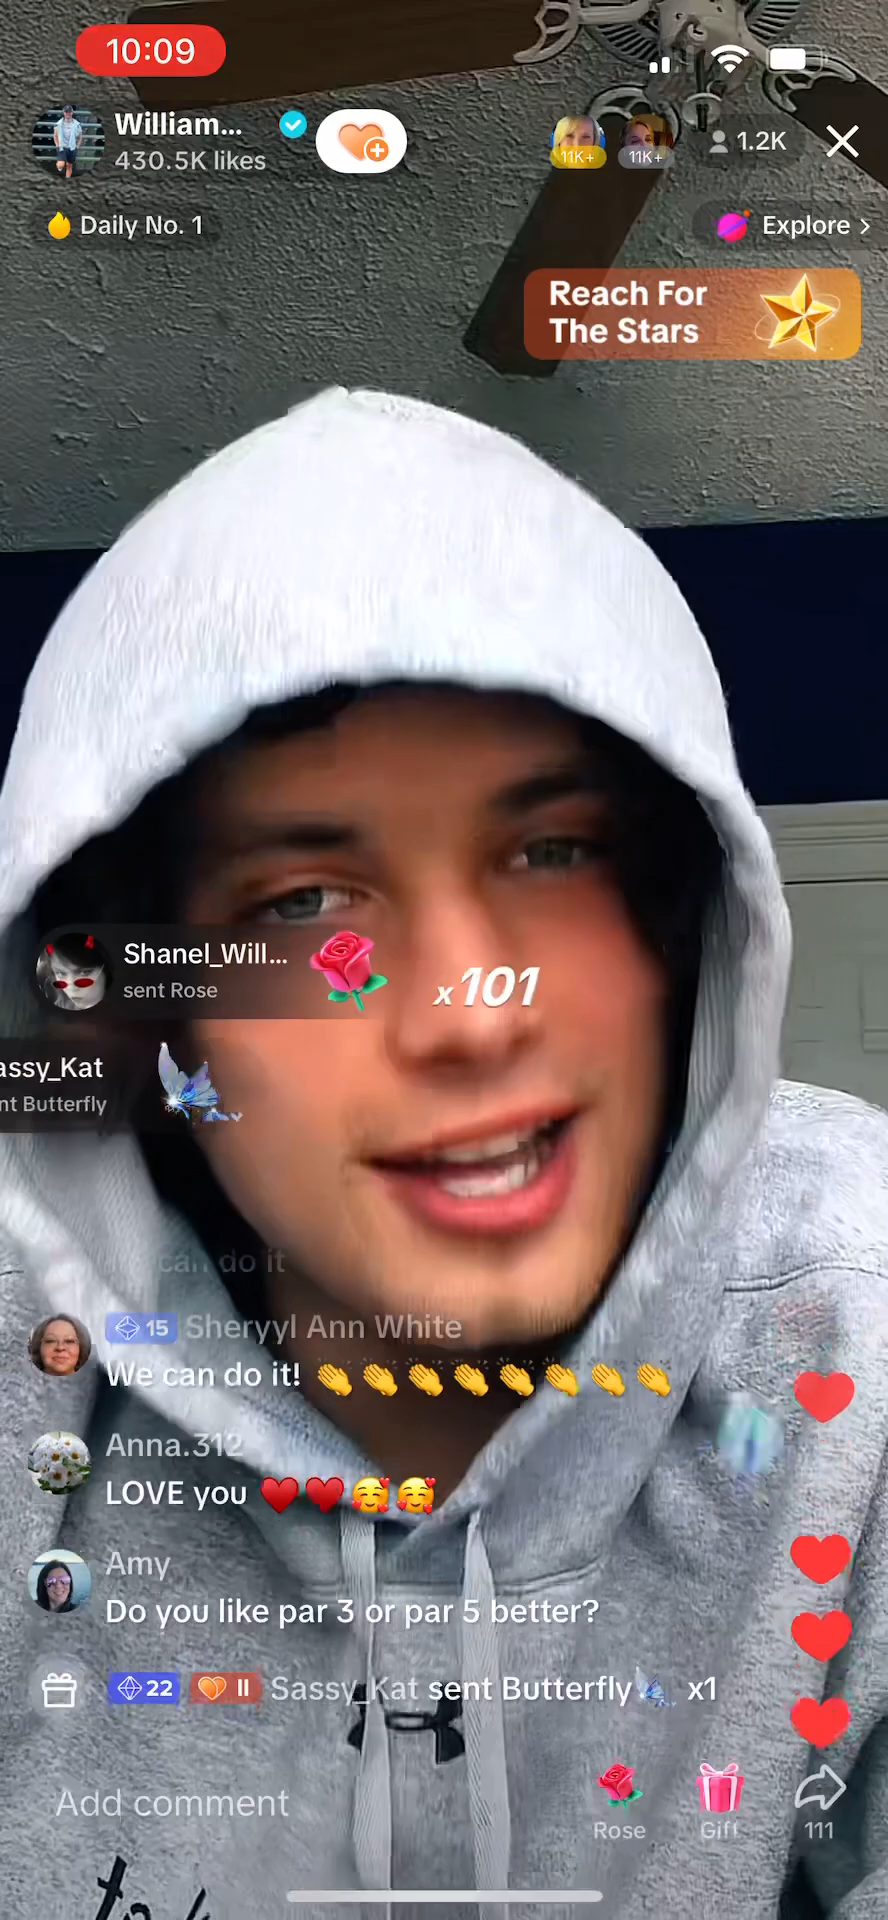 10:09
William...
430.5K likes
11K+
11K+
1.2K
Daily No. 1
Explore
Reach For
The Stars
Shanel_Will...
sent Rose
x101
assy_Kat
nt Butterfly
can do it
15 Sheryyl Ann White
We can do it! 👏👏👏👏👏👏👏👏
Anna.312
LOVE you ♥️♥️🥰🥰
Amy
Do you like par 3 or par 5 better?
22 II Sassy_Kat sent Butterfly x1
Add comment
Rose
Gift
111